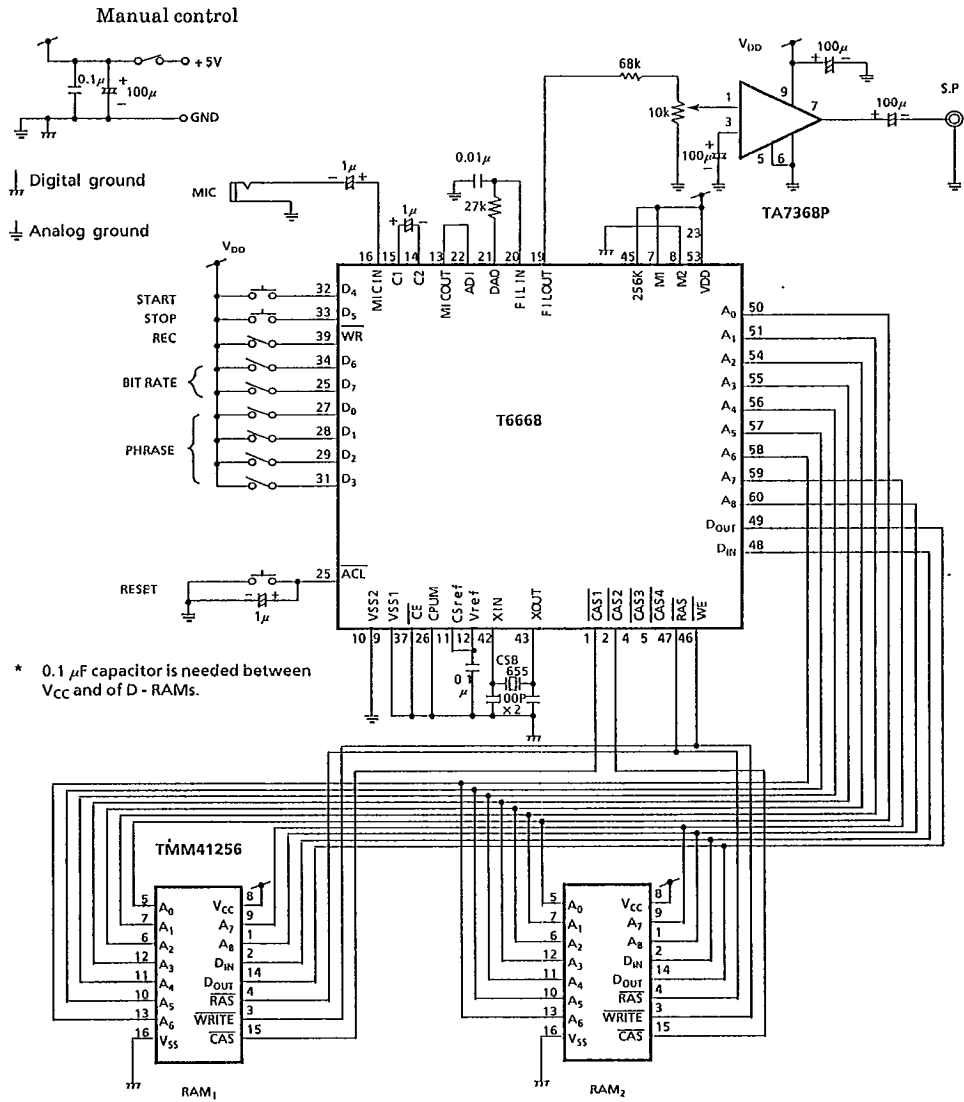 Manual control
+5V
0.1μ
+
100μ
−
GND
Digital ground
Analog ground
MIC
− 1μ +
+ 1μ −
0.01μ
27k
68k
10k
VDD
+ 100μ
1
3
9
7
5
6
+
100μ
−
+ 100μ
S.P
TA7368P
16 15 14 13 22 21 20 19 45 7 8 23 53
MIC IN C1 C2 MICOUT ADI DAO FIL IN FILOUT 256K M1 M2 VDD
VDD
START 32 D4
STOP 33 D5
REC 39 WR
BIT RATE 34 D6
25 D7
PHRASE 27 D0
28 D1
29 D2
31 D3
T6668
A0 50
A1 51
A2 54
A3 55
A4 56
A5 57
A6 58
A7 59
A8 60
DOUT 49
DIN 48
RESET 25 ACL
− +
1μ
VSS2 VSS1 CE CPUM CSref Vref XIN XOUT CAS1 CAS2 CAS3 CAS4 RAS WE
10 9 37 26 11 12 42 43 1 2 4 5 47 46
0.1
μ
CSB
655
100P
×2
* 0.1 μF capacitor is needed between
VCC and of D - RAMs.
TMM41256
5 A0 VCC 8
7 A1 A7 9
6 A2 A8 1
12 A3 DIN 2
11 A4 DOUT 14
10 A5 RAS 4
13 A6 WRITE 3
16 VSS CAS 15
RAM1
5 A0 VCC 8
7 A1 A7 9
6 A2 A8 1
12 A3 DIN 2
11 A4 DOUT 14
10 A5 RAS 4
13 A6 WRITE 3
16 VSS CAS 15
RAM2